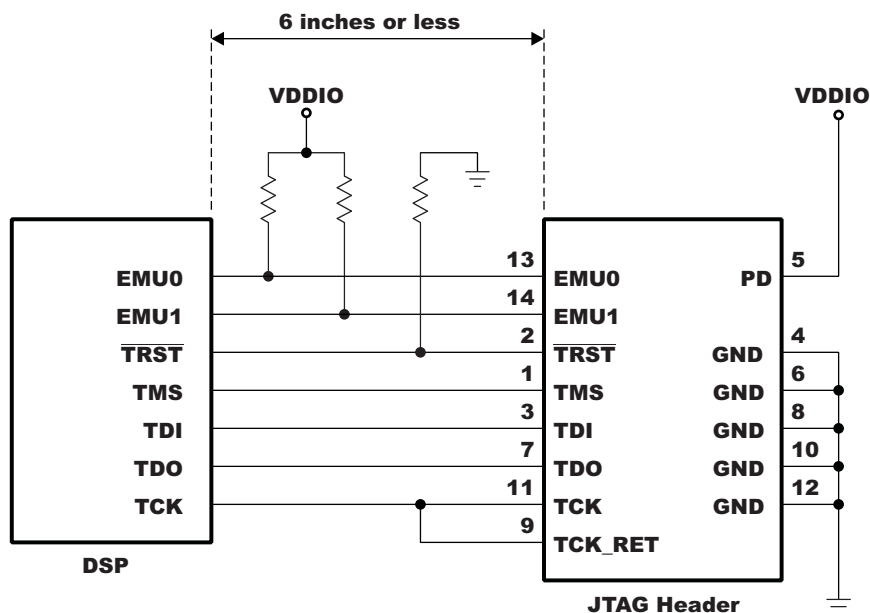 6 inches or less
VDDIO
VDDIO
13
5
EMU0
EMU0
PD
14
EMU1
EMU1
2
4
TRST
TRST
GND
1
6
TMS
TMS
GND
3
8
TDI
TDI
GND
7
10
TDO
TDO
GND
11
12
TCK
TCK
GND
9
TCK_RET
DSP
JTAG Header